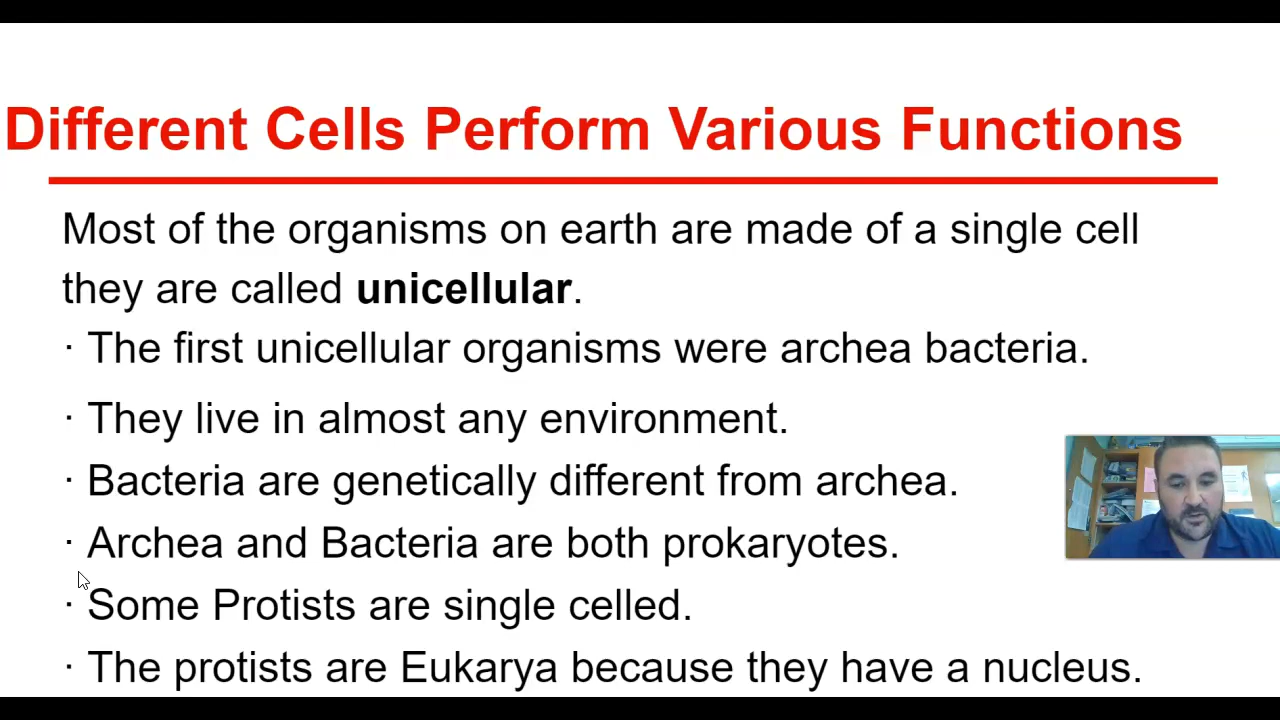 Different Cells Perform Various Functions
Most of the organisms on earth are made of a single cell
they are called unicellular.
· The first unicellular organisms were archea bacteria.
· They live in almost any environment.
· Bacteria are genetically different from archea.
· Archea and Bacteria are both prokaryotes.
· Some Protists are single celled.
· The protists are Eukarya because they have a nucleus.